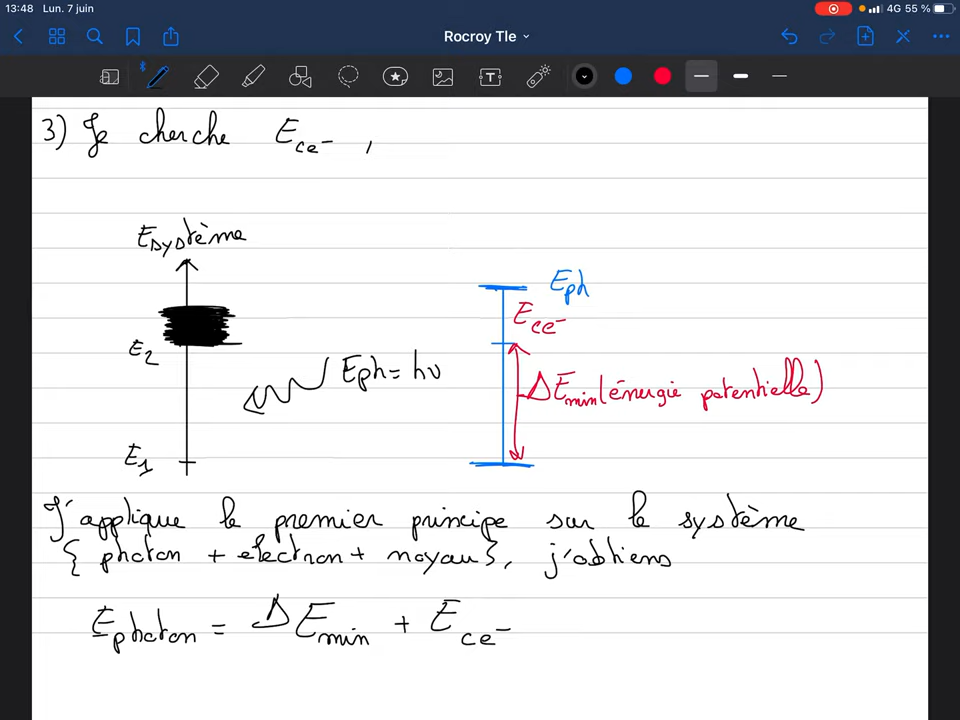 13:48 Lun. 7 juin
4G 55 %
Rocroy Tle
3) Je cherche Ece⁻,
Esystème
Eph
Ece⁻
E2
Eph = hν
ΔEmin (énergie potentielle)
E1
J'applique le premier principe sur le système
{ photon + électron + noyau }, j'obtiens
Ephoton = ΔEmin + Ece⁻